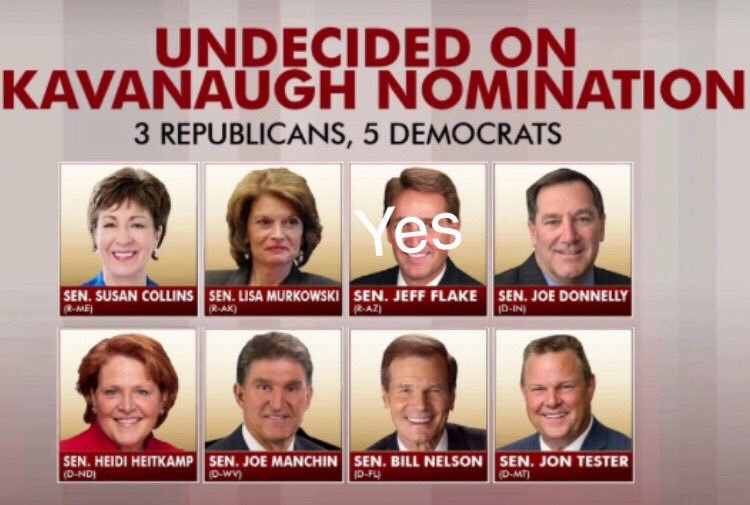 UNDECIDED ON
KAVANAUGH NOMINATION
3 REPUBLICANS, 5 DEMOCRATS
Yes
SEN. SUSAN COLLINS
(R-ME)
SEN. LISA MURKOWSKI
(R-AK)
SEN. JEFF FLAKE
(R-AZ)
SEN. JOE DONNELLY
(D-IN)
SEN. HEIDI HEITKAMP
(D-ND)
SEN. JOE MANCHIN
(D-WV)
SEN. BILL NELSON
(D-FL)
SEN. JON TESTER
(D-MT)